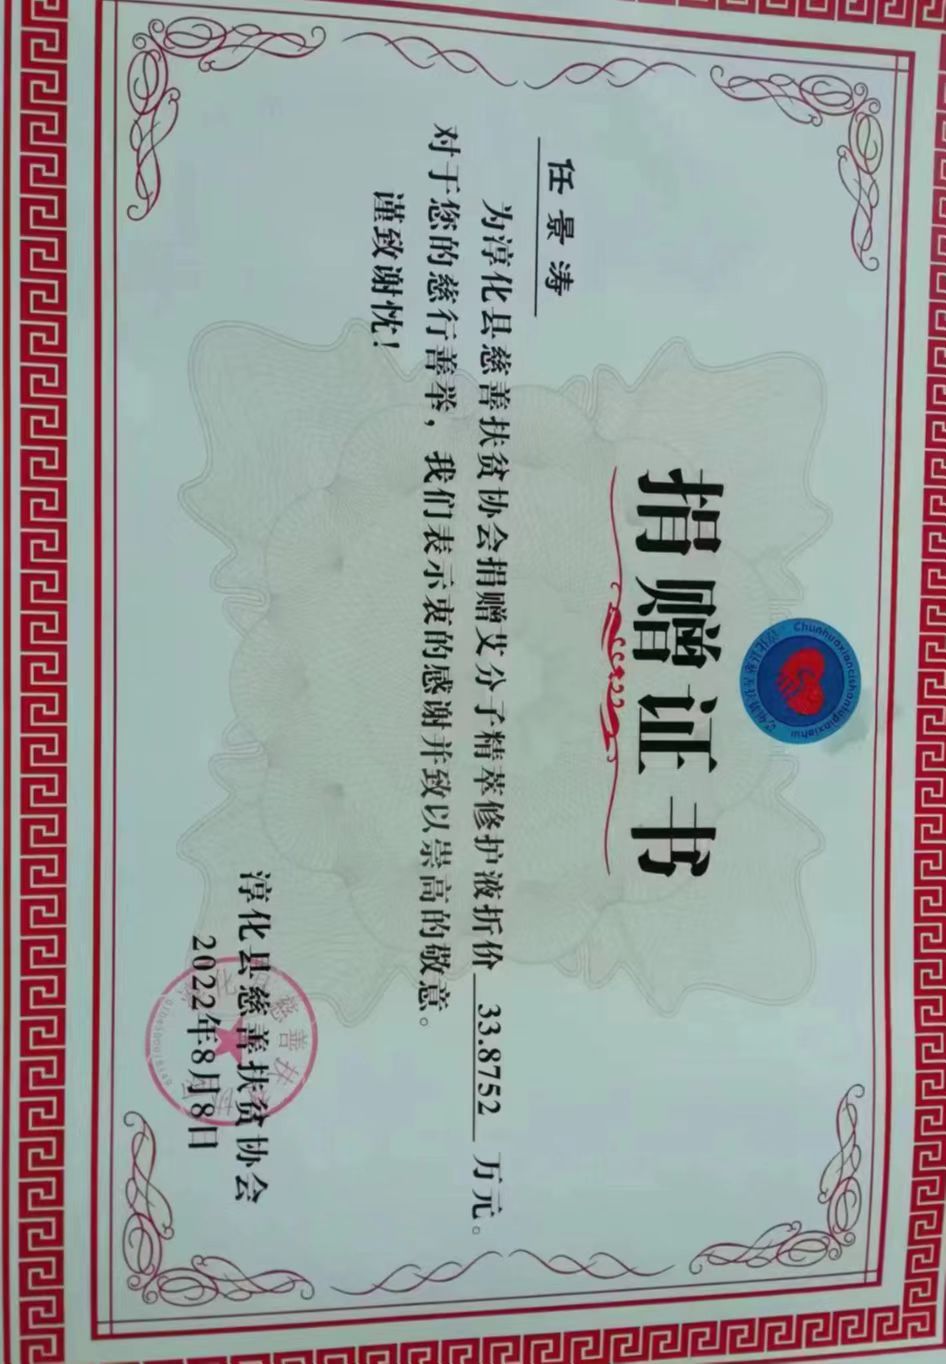 Chunhuaxiancishanfupinxiehui
捐赠证书
任景涛
为淳化县慈善扶贫协会捐赠艾分子精萃修护液折价 33.8752 万元。
对于您的慈行善举，我们表示衷的感谢并致以崇高的敬意。
谨致谢忱！
淳化县慈善扶贫协会
2022年8月8日